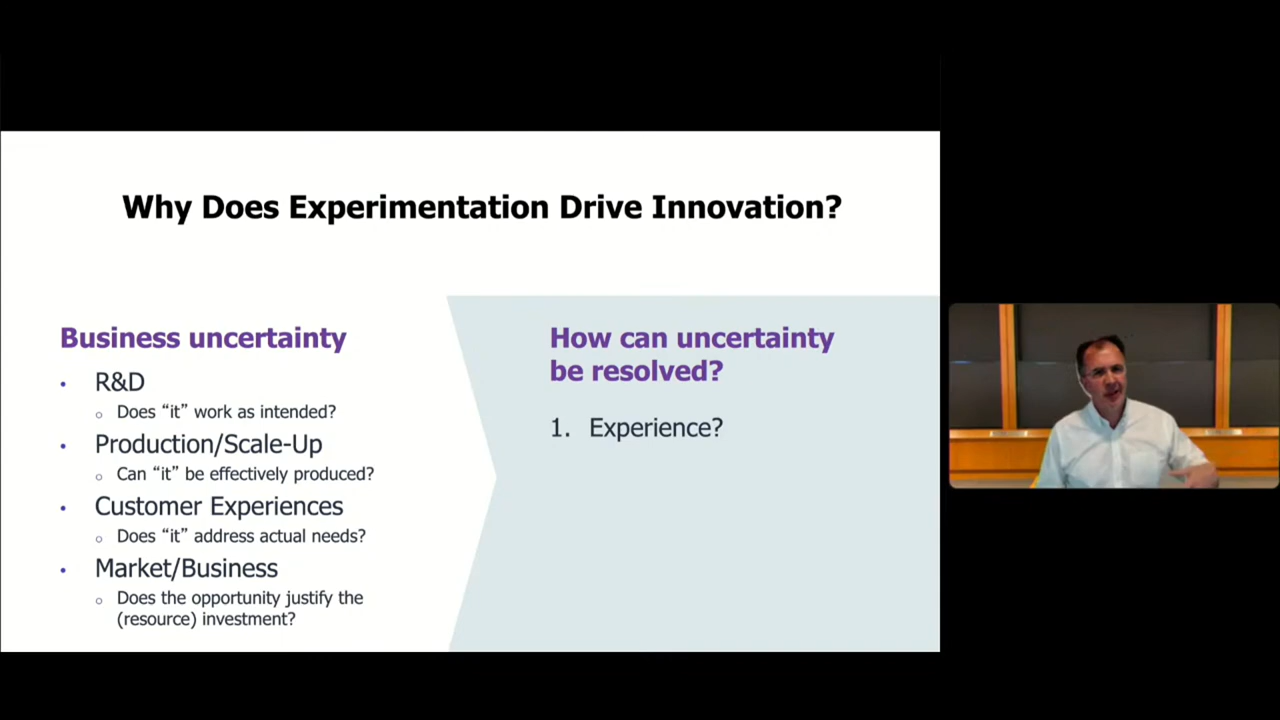 Why Does Experimentation Drive Innovation?
Business uncertainty
• R&D
○ Does “it” work as intended?
• Production/Scale-Up
○ Can “it” be effectively produced?
• Customer Experiences
○ Does “it” address actual needs?
• Market/Business
○ Does the opportunity justify the
(resource) investment?
How can uncertainty
be resolved?
1. Experience?